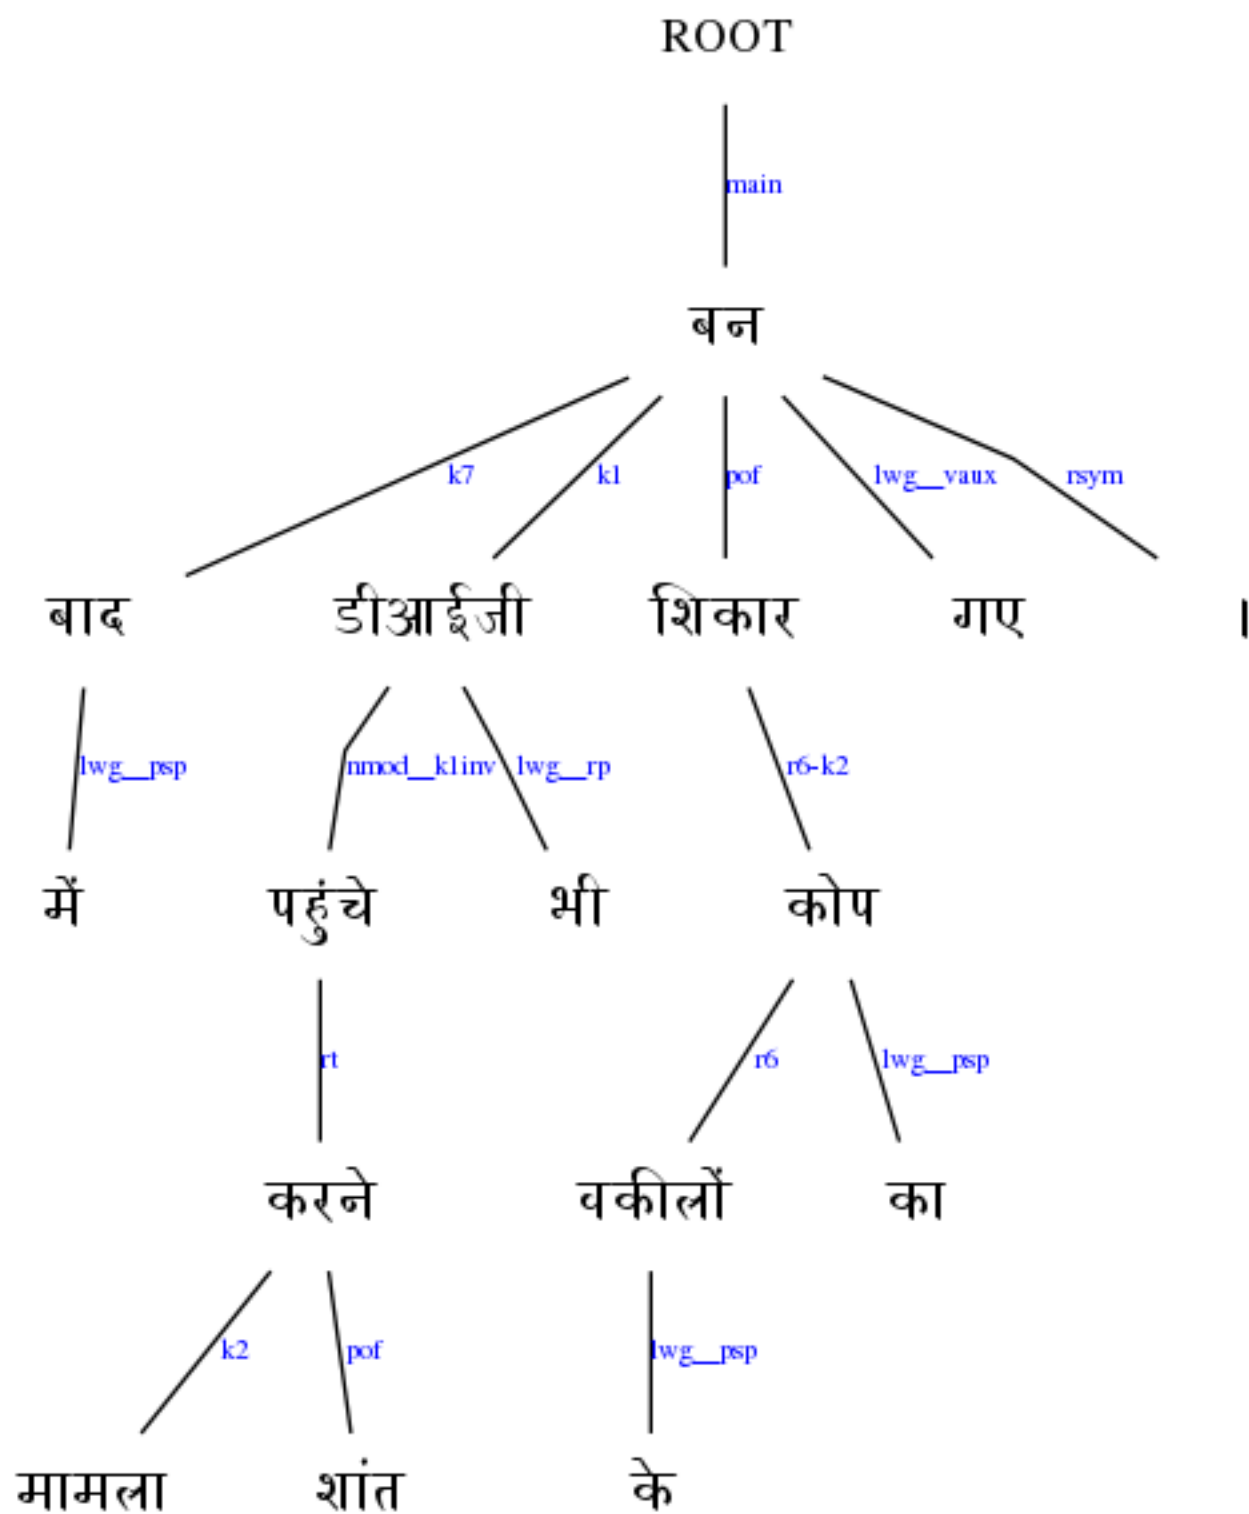 ROOT
main
बन
k7 k1 pof lwg__vaux rsym
बाद डीआईजी शिकार गए ।
lwg__psp nmod__k1inv lwg__rp r6-k2
में पहुंचे भी कोप
rt r6 lwg__psp
करने वकीलों का
k2 pof lwg__psp
मामला शांत के